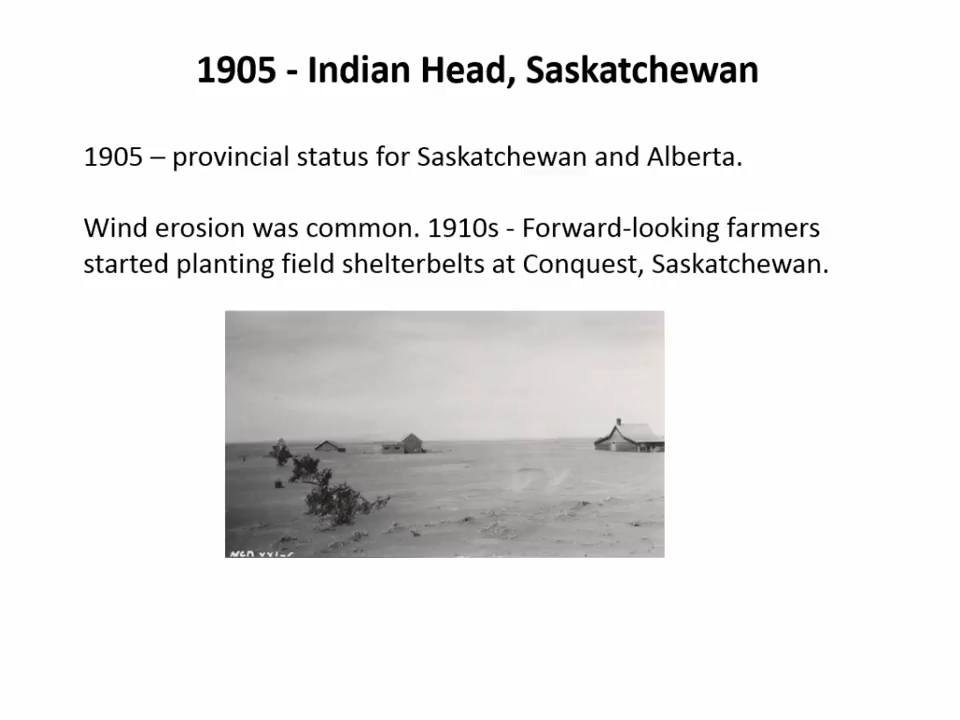 1905 - Indian Head, Saskatchewan
1905 – provincial status for Saskatchewan and Alberta.
Wind erosion was common. 1910s - Forward-looking farmers
started planting field shelterbelts at Conquest, Saskatchewan.